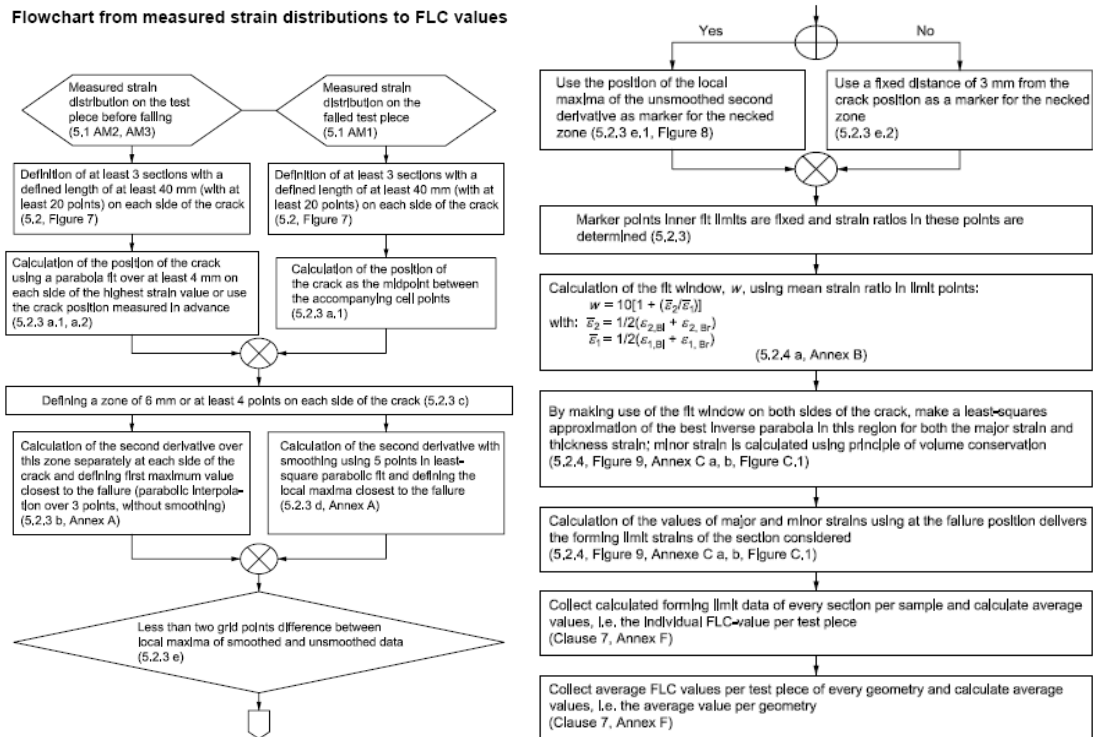 Flowchart from measured strain distributions to FLC values
Measured strain
distribution on the test
piece before failing
(5.1 AM2, AM3)
Measured strain
distribution on the
failed test piece
(5.1 AM1)
Definition of at least 3 sections with a
defined length of at least 40 mm (with at
least 20 points) on each side of the crack
(5.2, Figure 7)
Definition of at least 3 sections with a
defined length of at least 40 mm (with at
least 20 points) on each side of the crack
(5.2, Figure 7)
Calculation of the position of the crack
using a parabola fit over at least 4 mm on
each side of the highest strain value or use
the crack position measured in advance
(5.2.3 a.1, a.2)
Calculation of the position of
the crack as the midpoint between
the accompanying cell points
(5.2.3 a.1)
Defining a zone of 6 mm or at least 4 points on each side of the crack (5.2.3 c)
Calculation of the second derivative over
this zone separately at each side of the
crack and defining first maximum value
closest to the failure (parabolic interpola-
tion over 3 points, without smoothing)
(5.2.3 b, Annex A)
Calculation of the second derivative with
smoothing using 5 points in least-
square parabolic fit and defining the
local maxima closest to the failure
(5.2.3 d, Annex A)
Less than two grid points difference between
local maxima of smoothed and unsmoothed data
(5.2.3 e)
Yes
No
Use the position of the local
maxima of the unsmoothed second
derivative as marker for the necked
zone (5.2.3 e.1, Figure 8)
Use a fixed distance of 3 mm from the
crack position as a marker for the necked
zone
(5.2.3 e.2)
Marker points inner fit limits are fixed and strain ratios in these points are
determined (5.2.3)
Calculation of the fit window, w, using mean strain ratio in limit points:
w = 10[1 + (ε̅₂/ε̅₁)]
with: ε̅₂ = 1/2(ε₂,Bl + ε₂, Br)
ε̅₁ = 1/2(ε₁,Bl + ε₁, Br)
(5.2.4 a, Annex B)
By making use of the fit window on both sides of the crack, make a least-squares
approximation of the best inverse parabola in this region for both the major strain and
thickness strain; minor strain is calculated using principle of volume conservation
(5.2.4, Figure 9, Annex C a, b, Figure C.1)
Calculation of the values of major and minor strains using at the failure position delivers
the forming limit strains of the section considered
(5.2.4, Figure 9, Annexe C a, b, Figure C.1)
Collect calculated forming limit data of every section per sample and calculate average
values, i.e. the individual FLC-value per test piece
(Clause 7, Annex F)
Collect average FLC values per test piece of every geometry and calculate average
values, i.e. the average value per geometry
(Clause 7, Annex F)